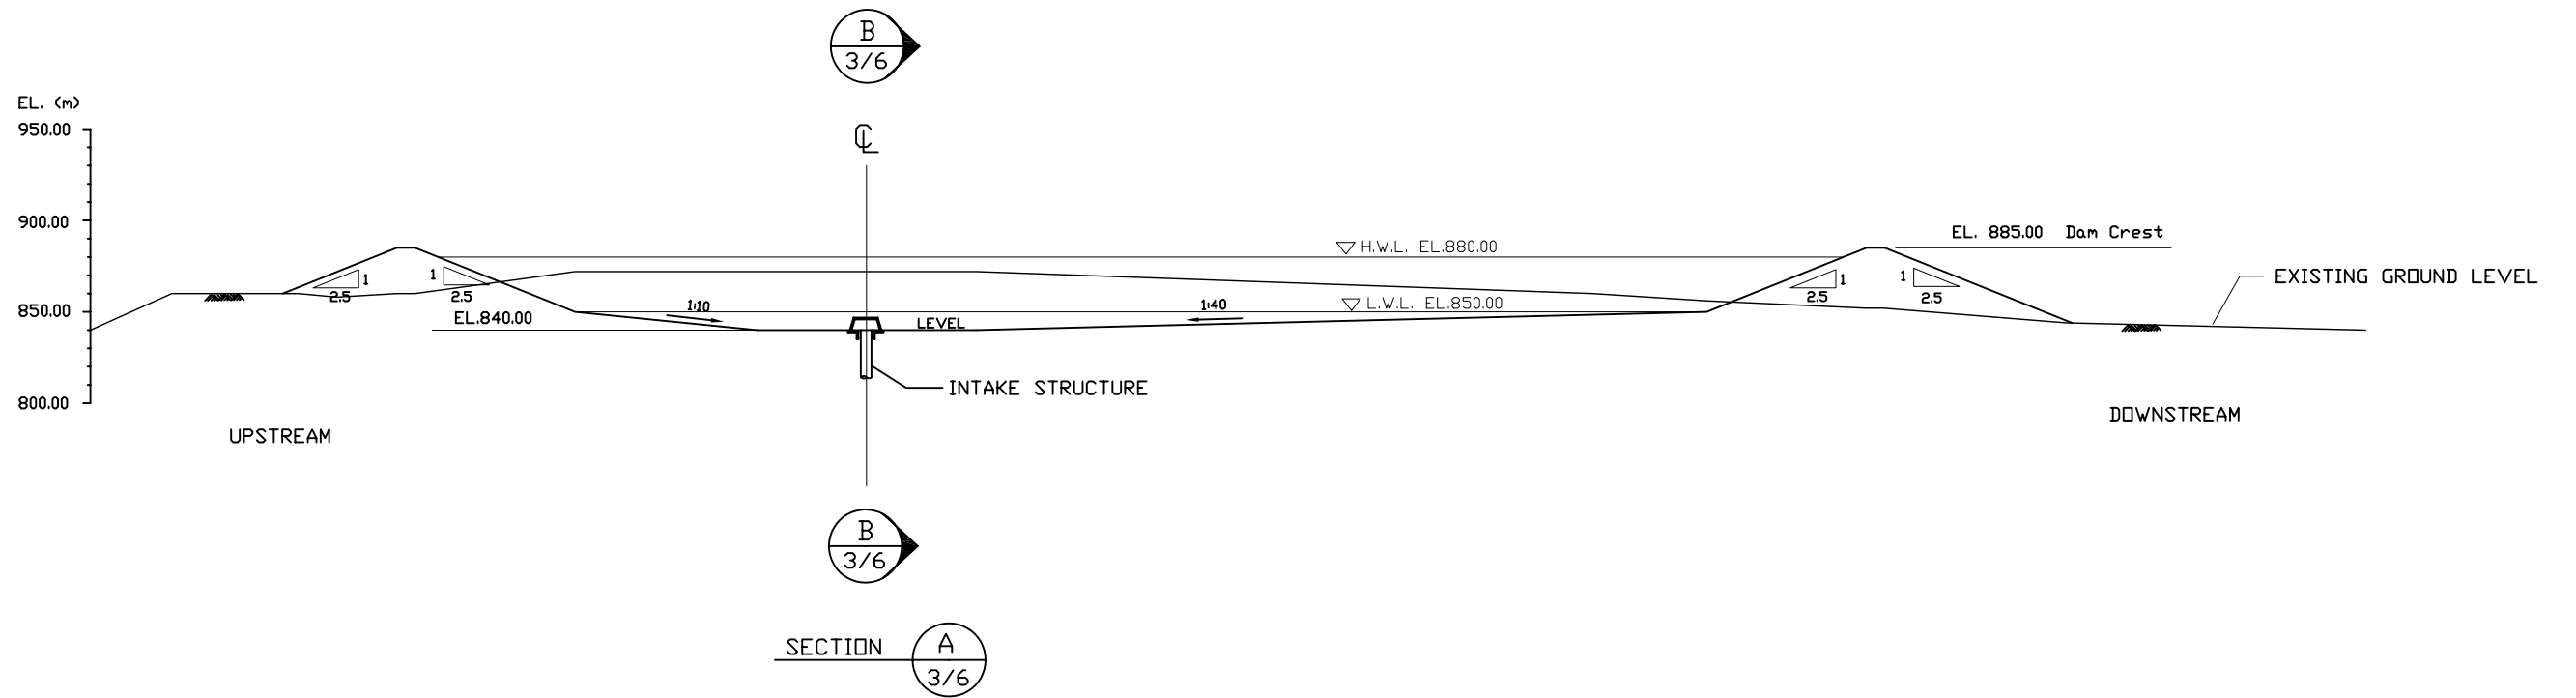 B
3/6
EL. (m)
950.00
CL
900.00
EL. 885.00 Dam Crest
H.W.L. EL.880.00
1
2.5
1
2.5
1
2.5
1
2.5
EXISTING GROUND LEVEL
850.00
EL.840.00
1:10
LEVEL
1:40
L.W.L. EL.850.00
INTAKE STRUCTURE
800.00
UPSTREAM
DOWNSTREAM
B
3/6
SECTION A
3/6